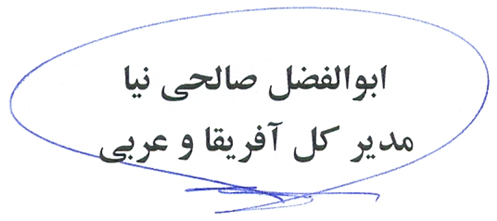 ابوالفضل صالحی نیا
مدیر کل آفریقا و عربی